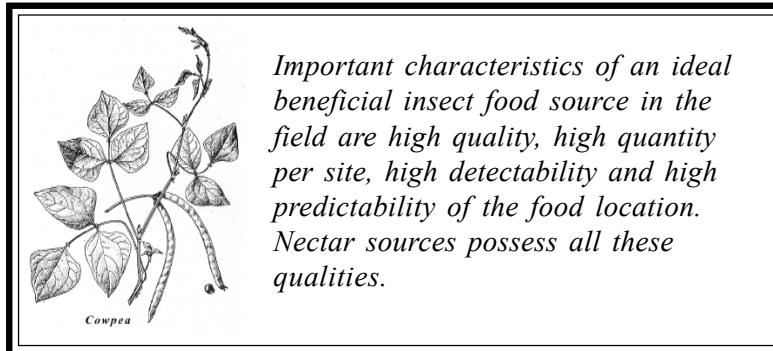 Important characteristics of an ideal
beneficial insect food source in the
field are high quality, high quantity
per site, high detectability and high
predictability of the food location.
Nectar sources possess all these
qualities.
Cowpea